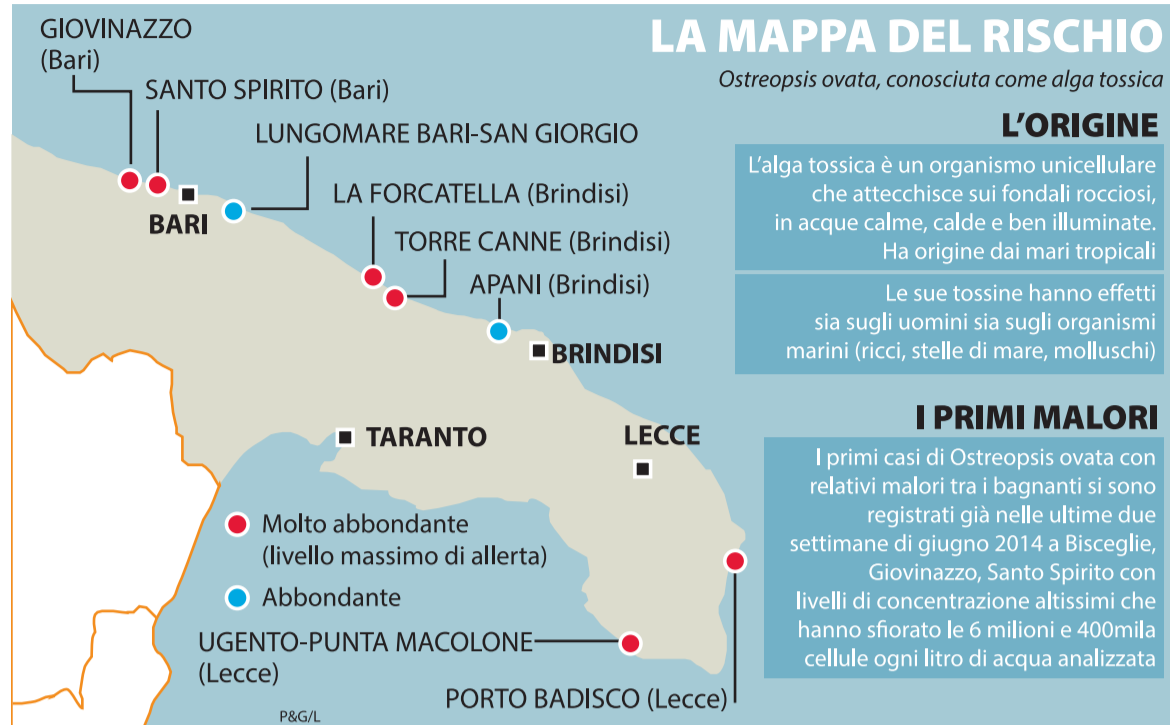 LA MAPPA DEL RISCHIO
Ostreopsis ovata, conosciuta come alga tossica
GIOVINAZZO
(Bari)
SANTO SPIRITO (Bari)
LUNGOMARE BARI-SAN GIORGIO
LA FORCATELLA (Brindisi)
TORRE CANNE (Brindisi)
APANI (Brindisi)
BARI
BRINDISI
TARANTO
LECCE
Molto abbondante
(livello massimo di allerta)
Abbondante
UGENTO-PUNTA MACOLONE
(Lecce)
PORTO BADISCO (Lecce)
P&G/L
L'ORIGINE
L'alga tossica è un organismo unicellulare
che attecchisce sui fondali rocciosi,
in acque calme, calde e ben illuminate.
Ha origine dai mari tropicali
Le sue tossine hanno effetti
sia sugli uomini sia sugli organismi
marini (ricci, stelle di mare, molluschi)
I PRIMI MALORI
I primi casi di Ostreopsis ovata con
relativi malori tra i bagnanti si sono
registrati già nelle ultime due
settimane di giugno 2014 a Bisceglie,
Giovinazzo, Santo Spirito con
livelli di concentrazione altissimi che
hanno sfiorato le 6 milioni e 400mila
cellule ogni litro di acqua analizzata